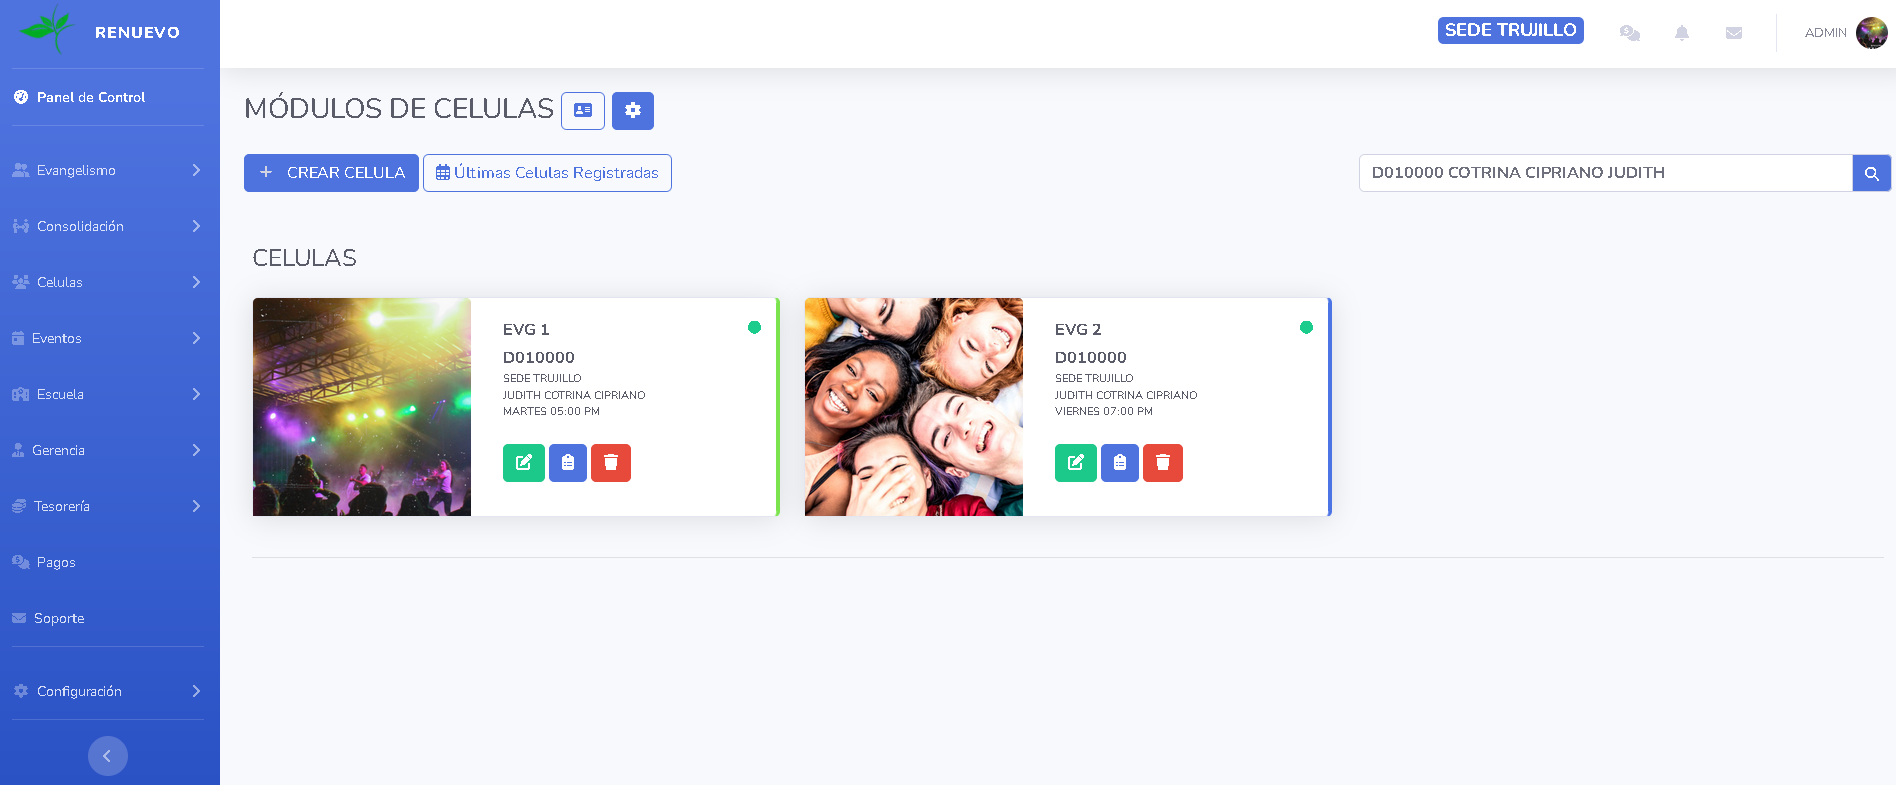 RENUEVO
SEDE TRUJILLO
ADMIN
Panel de Control
Evangelismo
Consolidación
Celulas
Eventos
Escuela
Gerencia
Tesorería
Pagos
Soporte
Configuración
MÓDULOS DE CELULAS
CREAR CELULA
Últimas Celulas Registradas
D010000 COTRINA CIPRIANO JUDITH
CELULAS
EVG 1
D010000
SEDE TRUJILLO
JUDITH COTRINA CIPRIANO
MARTES 05:00 PM
EVG 2
D010000
SEDE TRUJILLO
JUDITH COTRINA CIPRIANO
VIERNES 07:00 PM